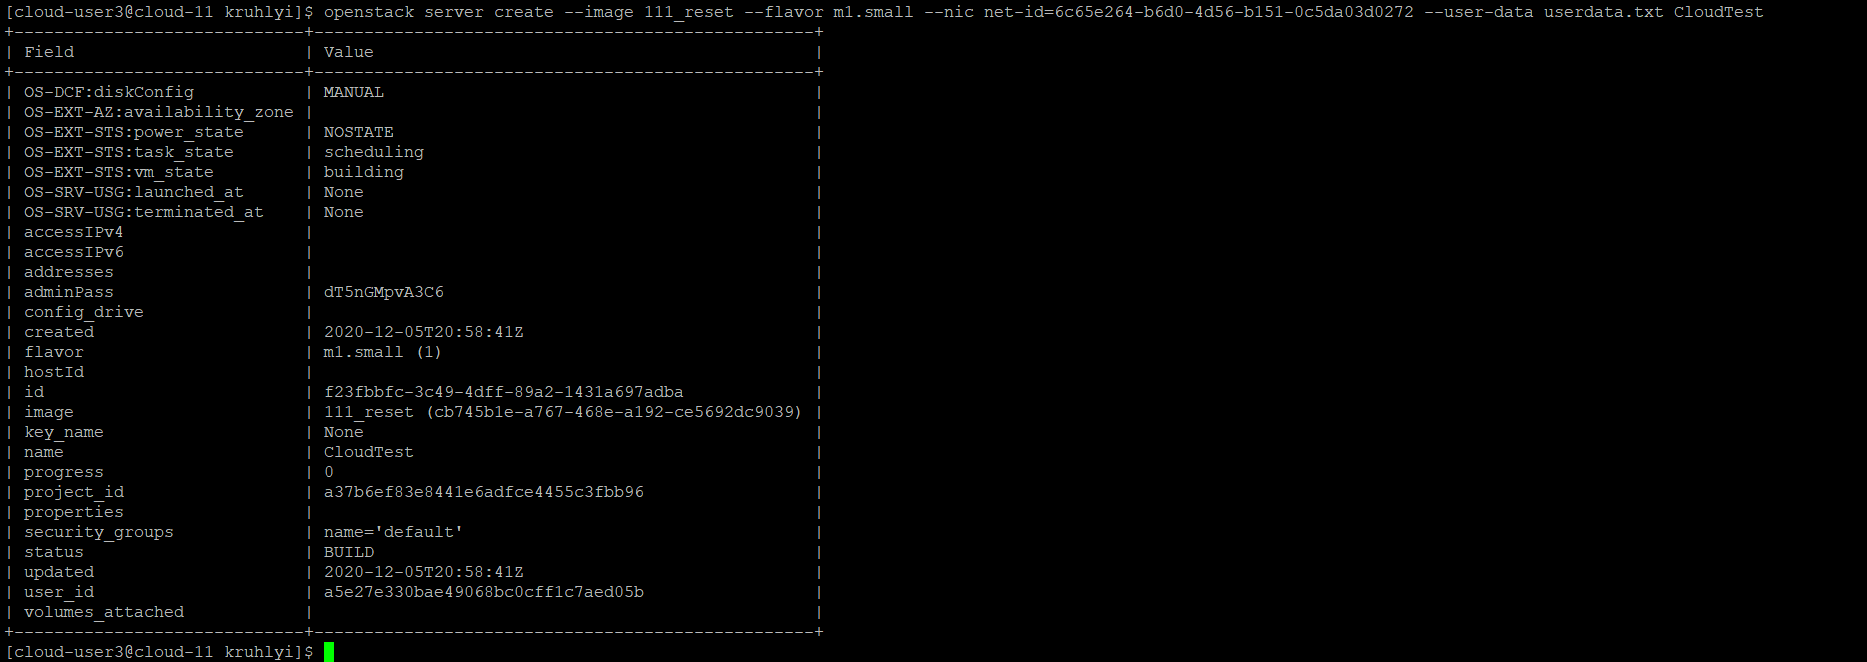 [cloud-user3@cloud-11 kruhlyi]$ openstack server create --image 111_reset --flavor m1.small --nic net-id=6c65e264-b6d0-4d56-b151-0c5da03d0272 --user-data userdata.txt CloudTest
+-----------------------------+--------------------------------------------------+
| Field                       | Value                                            |
+-----------------------------+--------------------------------------------------+
| OS-DCF:diskConfig           | MANUAL                                           |
| OS-EXT-AZ:availability_zone |                                                  |
| OS-EXT-STS:power_state      | NOSTATE                                          |
| OS-EXT-STS:task_state       | scheduling                                       |
| OS-EXT-STS:vm_state         | building                                         |
| OS-SRV-USG:launched_at      | None                                             |
| OS-SRV-USG:terminated_at    | None                                             |
| accessIPv4                  |                                                  |
| accessIPv6                  |                                                  |
| addresses                   |                                                  |
| adminPass                   | dT5nGMpvA3C6                                     |
| config_drive                |                                                  |
| created                     | 2020-12-05T20:58:41Z                             |
| flavor                      | m1.small (1)                                     |
| hostId                      |                                                  |
| id                          | f23fbbfc-3c49-4dff-89a2-1431a697adba             |
| image                       | 111_reset (cb745b1e-a767-468e-a192-ce5692dc9039) |
| key_name                    | None                                             |
| name                        | CloudTest                                        |
| progress                    | 0                                                |
| project_id                  | a37b6ef83e8441e6adfce4455c3fbb96                 |
| properties                  |                                                  |
| security_groups             | name='default'                                   |
| status                      | BUILD                                            |
| updated                     | 2020-12-05T20:58:41Z                             |
| user_id                     | a5e27e330bae49068bc0cff1c7aed05b                 |
| volumes_attached            |                                                  |
+-----------------------------+--------------------------------------------------+
[cloud-user3@cloud-11 kruhlyi]$